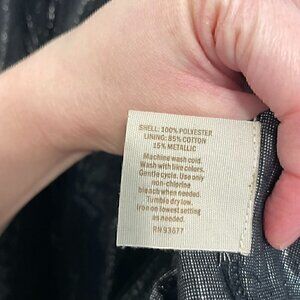 SHELL: 100% POLYESTER
LINING: 85% COTTON
15% METALLIC
Machine wash cold.
Wash with like colors.
Gentle cycle. Use only
non-chlorine
bleach when needed.
Tumble dry low.
Iron on lowest setting
as needed.
RN 93677